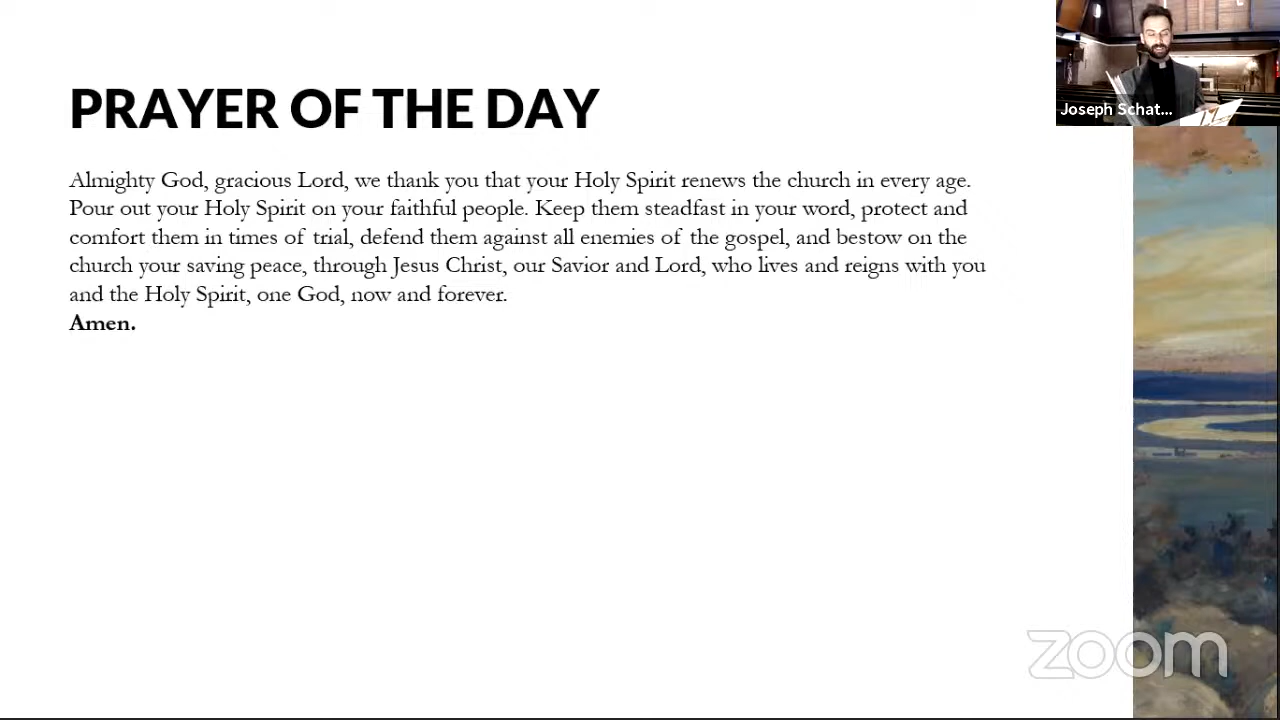 PRAYER OF THE DAY
Almighty God, gracious Lord, we thank you that your Holy Spirit renews the church in every age.
Pour out your Holy Spirit on your faithful people. Keep them steadfast in your word, protect and
comfort them in times of trial, defend them against all enemies of the gospel, and bestow on the
church your saving peace, through Jesus Christ, our Savior and Lord, who lives and reigns with you
and the Holy Spirit, one God, now and forever.
Amen.
Joseph Schat...
zoom